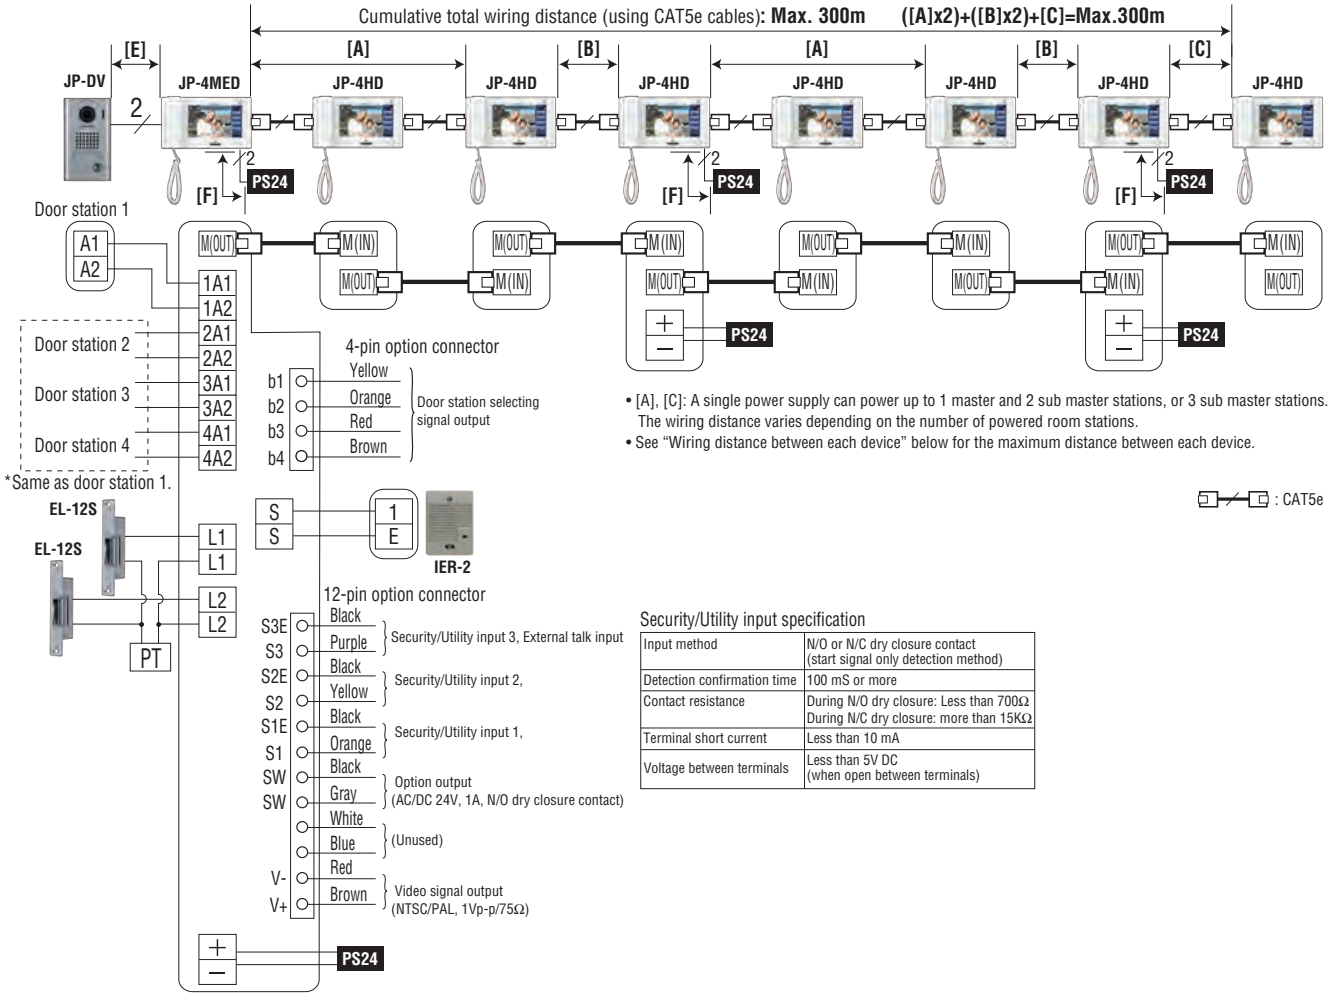 Cumulative total wiring distance (using CAT5e cables): Max. 300m ([A]x2)+([B]x2)+[C]=Max.300m
[E] [A] [B] [A] [B] [C]
JP-DV JP-4MED JP-4HD JP-4HD JP-4HD JP-4HD JP-4HD JP-4HD JP-4HD
2
2 2 2
PS24 PS24 PS24
[F] [F] [F]
Door station 1
A1
A2
M(OUT) M(IN) M(OUT) M(IN) M(OUT) M(IN) M(OUT) M(IN)
M(OUT) M(IN) M(OUT) M(IN) M(OUT) M(IN) M(OUT)
1A1
1A2
+
−
PS24
+
−
PS24
Door station 2
2A1
2A2
Door station 3
3A1
3A2
Door station 4
4A1
4A2
*Same as door station 1.
4-pin option connector
b1 Yellow
b2 Orange
b3 Red
b4 Brown
Door station selecting
signal output
• [A], [C]: A single power supply can power up to 1 master and 2 sub master stations, or 3 sub master stations.
The wiring distance varies depending on the number of powered room stations.
• See “Wiring distance between each device” below for the maximum distance between each device.
: CAT5e
EL-12S
EL-12S
L1
L1
L2
L2
PT
S 1
S E
IER-2
12-pin option connector
S3E Black
S3 Purple
Security/Utility input 3, External talk input
S2E Black
S2 Yellow
Security/Utility input 2,
S1E Black
S1 Orange
Security/Utility input 1,
SW Black
SW Gray
Option output
(AC/DC 24V, 1A, N/O dry closure contact)
White
Blue
(Unused)
V- Red
V+ Brown
Video signal output
(NTSC/PAL, 1Vp-p/75Ω)
+
−
PS24
Security/Utility input specification
Input method N/O or N/C dry closure contact
(start signal only detection method)
Detection confirmation time 100 mS or more
Contact resistance During N/O dry closure: Less than 700Ω
During N/C dry closure: more than 15KΩ
Terminal short current Less than 10 mA
Voltage between terminals Less than 5V DC
(when open between terminals)